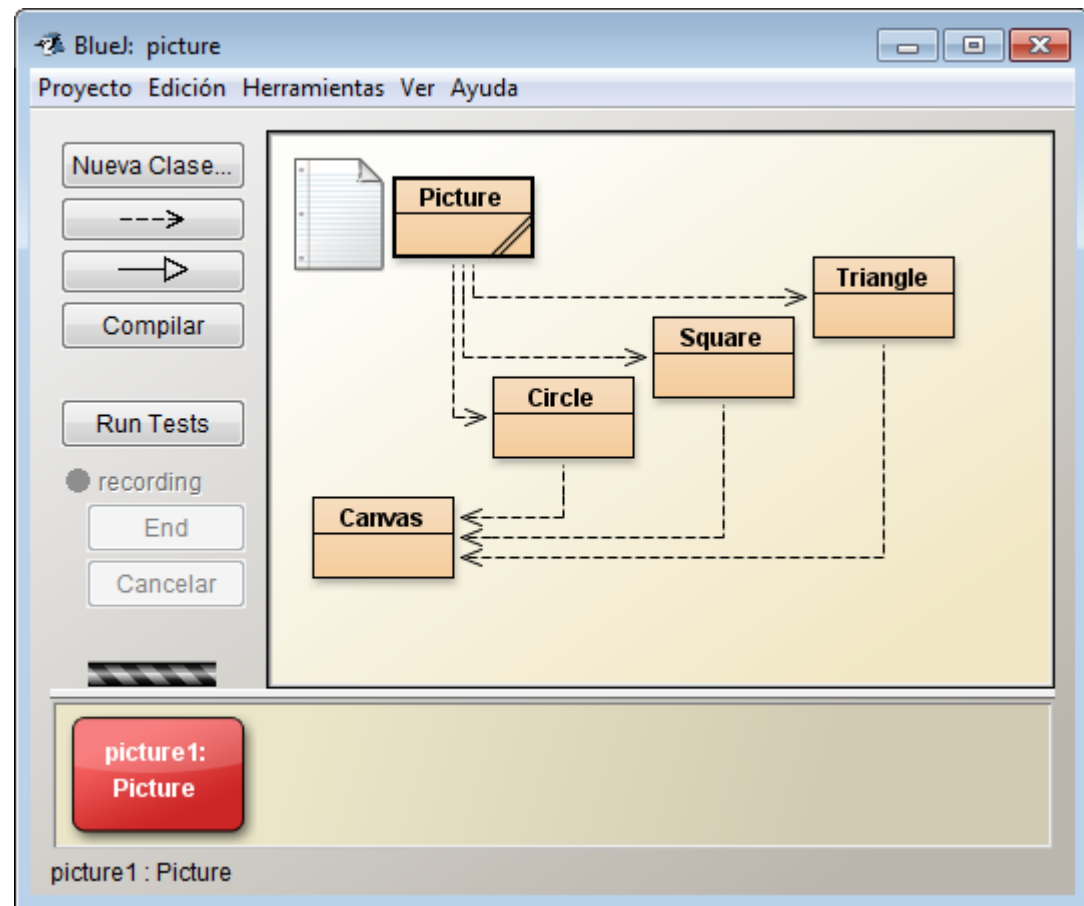 BlueJ: picture
Proyecto Edición Herramientas Ver Ayuda
Nueva Clase...
Compilar
Run Tests
recording
End
Cancelar
Picture
Triangle
Square
Circle
Canvas
picture1:
Picture
picture1 : Picture